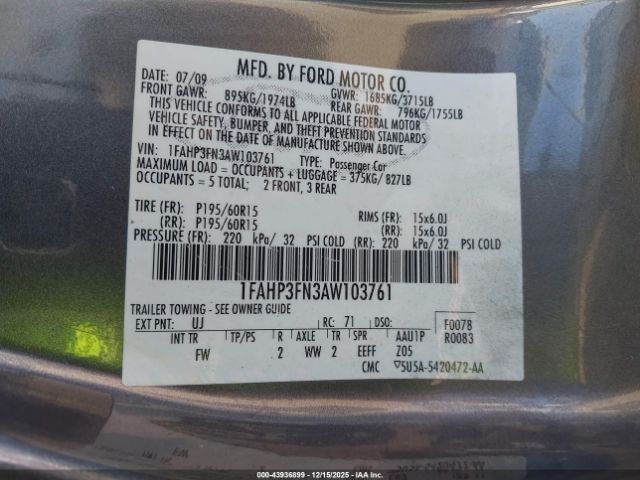 MFD. BY FORD MOTOR CO.
DATE: 07/09
GVWR: 1685KG/3715LB
FRONT GAWR: 895KG/1974LB
REAR GAWR: 796KG/1755LB
THIS VEHICLE CONFORMS TO ALL APPLICABLE FEDERAL MOTOR
VEHICLE SAFETY, BUMPER, AND THEFT PREVENTION STANDARDS
IN EFFECT ON THE DATE OF MANUFACTURE SHOWN ABOVE.
VIN: 1FAHP3FN3AW103761 TYPE: Passenger Car
MAXIMUM LOAD = OCCUPANTS + LUGGAGE = 375KG/ 827LB
OCCUPANTS = 5 TOTAL; 2 FRONT, 3 REAR
TIRE (FR): P195/60R15 RIMS (FR): 15x6.0J
(RR): P195/60R15 (RR): 15x6.0J
PRESSURE (FR): 220 kPa/ 32 PSI COLD (RR): 220 kPa/ 32 PSI COLD
1FAHP3FN3AW103761
TRAILER TOWING - SEE OWNER GUIDE
EXT PNT: UJ RC: 71 DSO: F0078
INT TR TP/PS R AXLE TR SPR AAU1P R0083
FW 2 WW 2 EEFF Z05
CMC ▽5U5A-5420472-AA
000-43936899 - 12/15/2025 - IAAI US